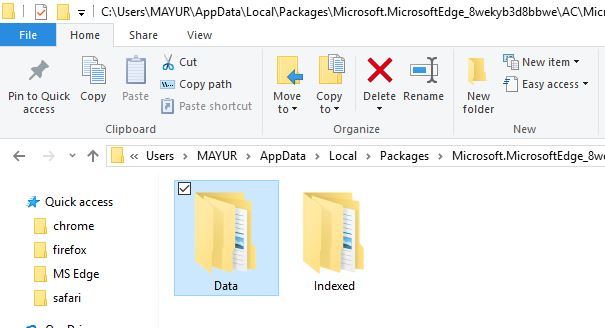 C:\Users\MAYUR\AppData\Local\Packages\Microsoft.MicrosoftEdge_8wekyb3d8bbwe\AC\Micr
File Home Share View
Pin to Quick access
Copy
Paste
Cut
Copy path
Paste shortcut
Clipboard
Move to
Copy to
Delete
Rename
Organize
New folder
New item
Easy access
New
« Users > MAYUR > AppData > Local > Packages > Microsoft.MicrosoftEdge_8we
Quick access
chrome
firefox
MS Edge
safari
Data
Indexed